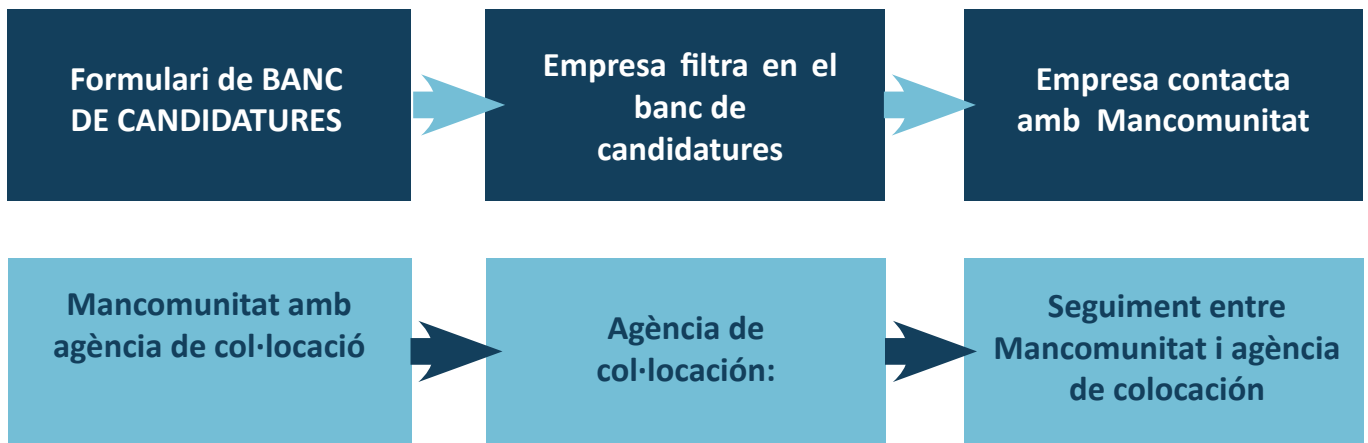 Formulari de BANC
DE CANDIDATURES
Empresa filtra en el
banc de
candidatures
Empresa contacta
amb Mancomunitat
Mancomunitat amb
agència de col·locació
Agència de
col·locación:
Seguiment entre
Mancomunitat i agència
de colocación